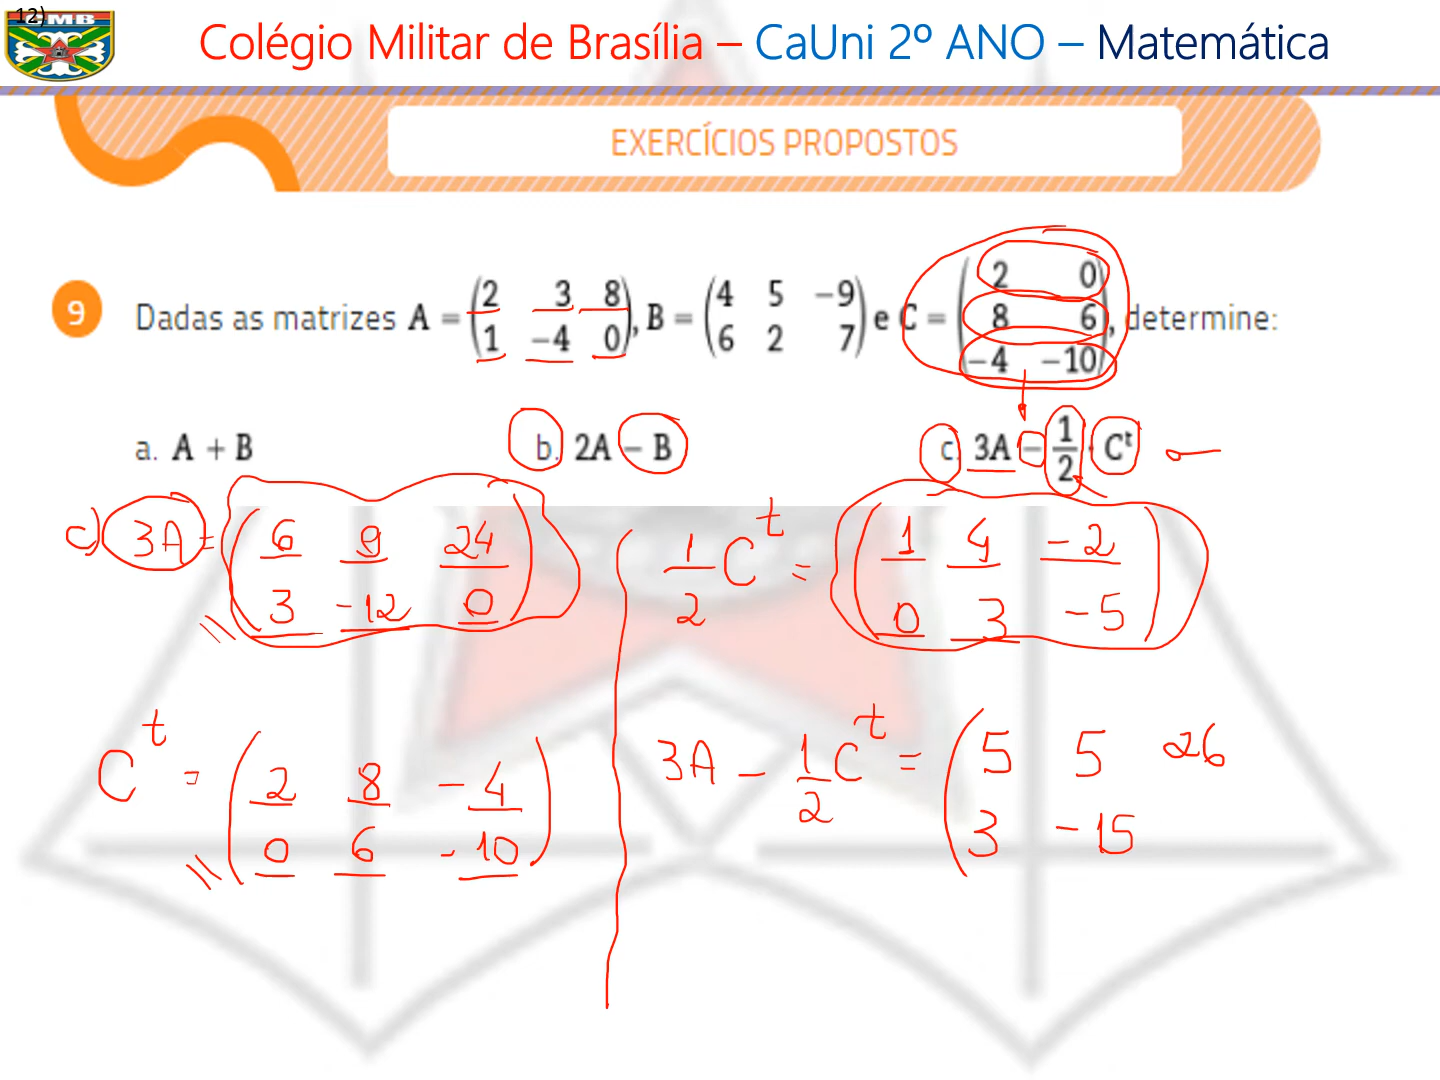 12)
MB
Colégio Militar de Brasília – CaUni 2º ANO – Matemática
EXERCÍCIOS PROPOSTOS
9 Dadas as matrizes A = (2 3 8; 1 -4 0), B = (4 5 -9; 6 2 7) e C = (2 0; 8 6; -4 -10), determine:
a. A + B b. 2A - B c. 3A - 1/2 · Cᵗ
c) 3A = (6 9 24; 3 -12 0)
1/2 Cᵗ = (1 4 -2; 0 3 -5)
Cᵗ = (2 8 -4; 0 6 -10)
3A - 1/2 Cᵗ = (5 5 26
3 -15